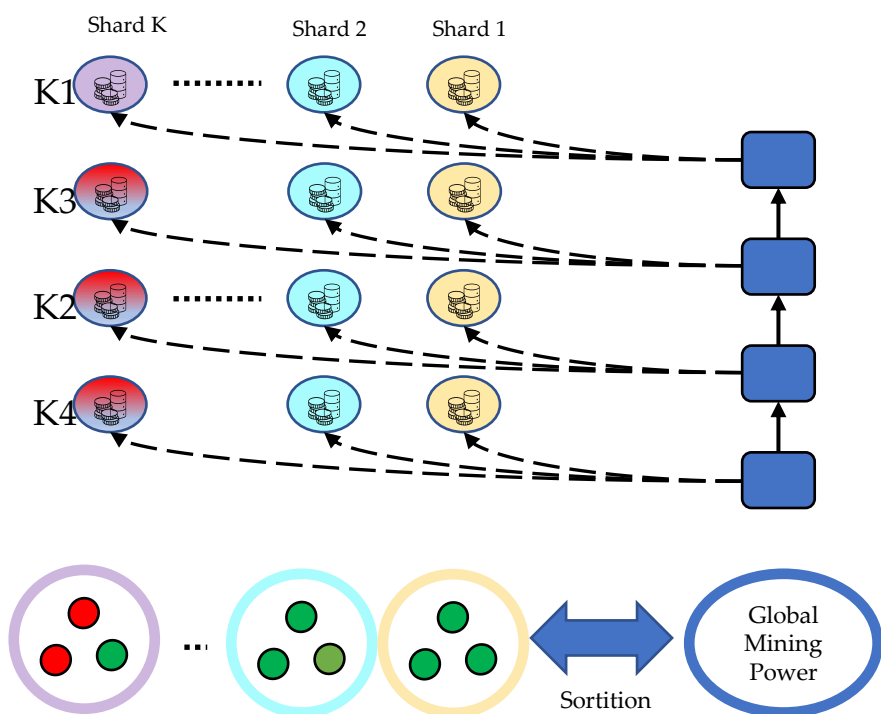 Shard K
Shard 2
Shard 1
K1
K3
K2
K4
Global
Mining
Power
Sortition